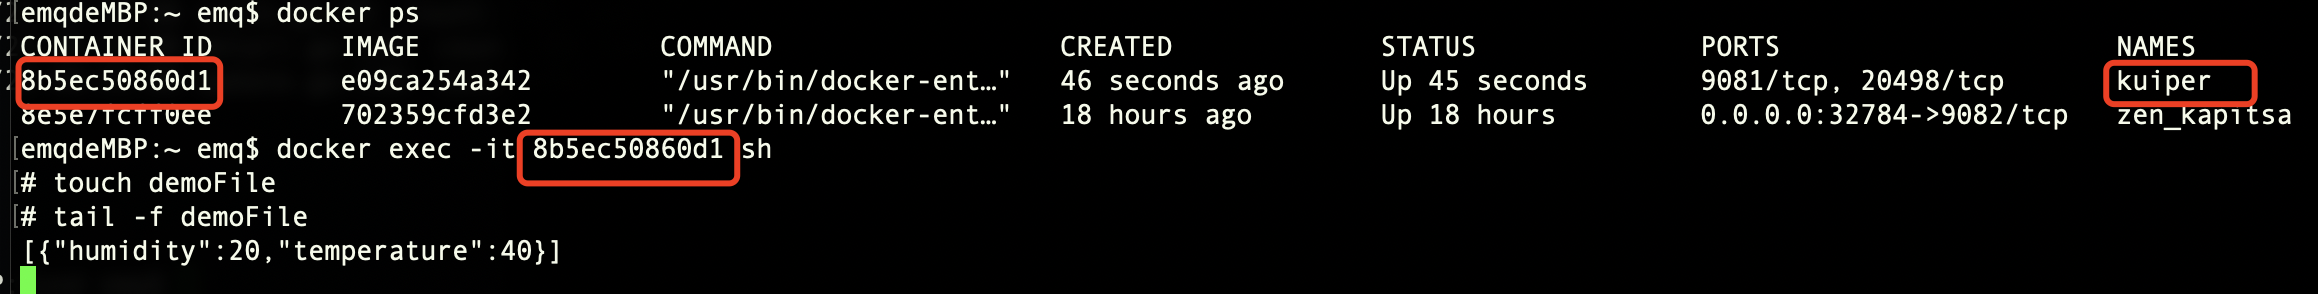 emqdeMBP:~ emq$ docker ps
CONTAINER ID        IMAGE               COMMAND                  CREATED             STATUS              PORTS                     NAMES
8b5ec50860d1        e09ca254a342        "/usr/bin/docker-ent…"   46 seconds ago      Up 45 seconds       9081/tcp, 20498/tcp       kuiper
8e5e7fcff0ee        702359cfd3e2        "/usr/bin/docker-ent…"   18 hours ago        Up 18 hours         0.0.0.0:32784->9082/tcp   zen_kapitsa
emqdeMBP:~ emq$ docker exec -it 8b5ec50860d1 sh
# touch demoFile
# tail -f demoFile
[{"humidity":20,"temperature":40}]